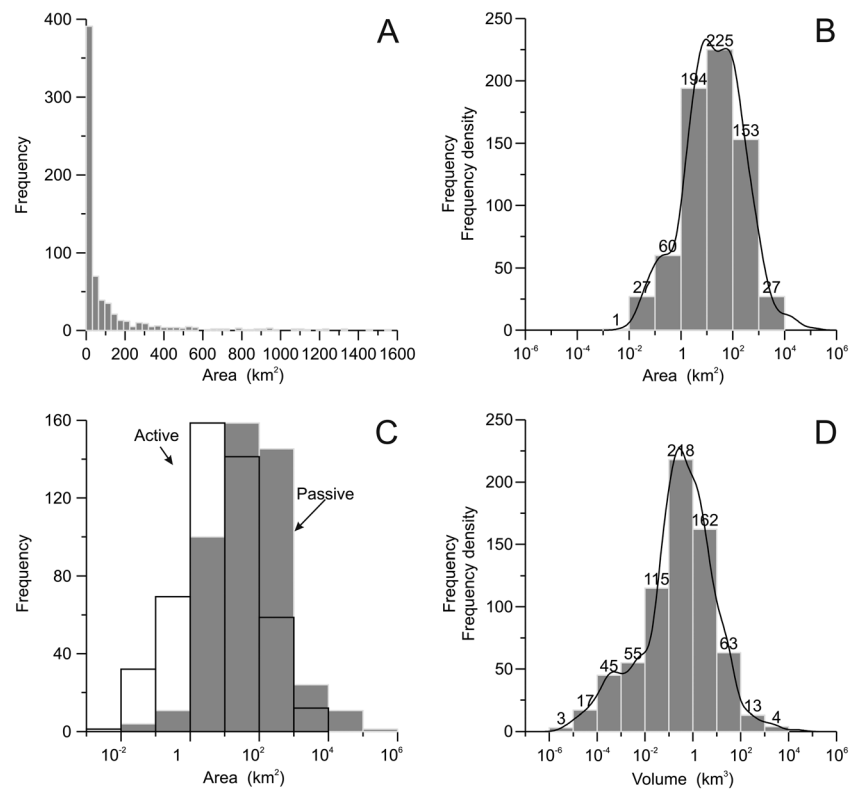 A
Frequency
400
300
200
100
0
0 200 400 600 800 1000 1200 1400 1600
Area (km²)
B
Frequency
Frequency density
250
200
150
100
50
0
1 27 60 194 225 153 27
10⁻⁶ 10⁻⁴ 10⁻² 1 10² 10⁴ 10⁶
Area (km²)
C
Frequency
160
120
80
40
0
Active
Passive
10⁻² 1 10² 10⁴ 10⁶
Area (km²)
D
Frequency
Frequency density
250
200
150
100
50
0
3 17 45 55 115 218 162 63 13 4
10⁻⁶ 10⁻⁴ 10⁻² 1 10² 10⁴ 10⁶
Volume (km³)